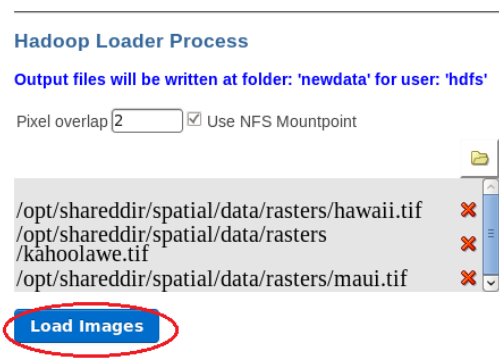 Hadoop Loader Process
Output files will be written at folder: 'newdata' for user: 'hdfs'
Pixel overlap 2 Use NFS Mountpoint
/opt/shareddir/spatial/data/rasters/hawaii.tif
/opt/shareddir/spatial/data/rasters
/kahoolawe.tif
/opt/shareddir/spatial/data/rasters/maui.tif
Load Images